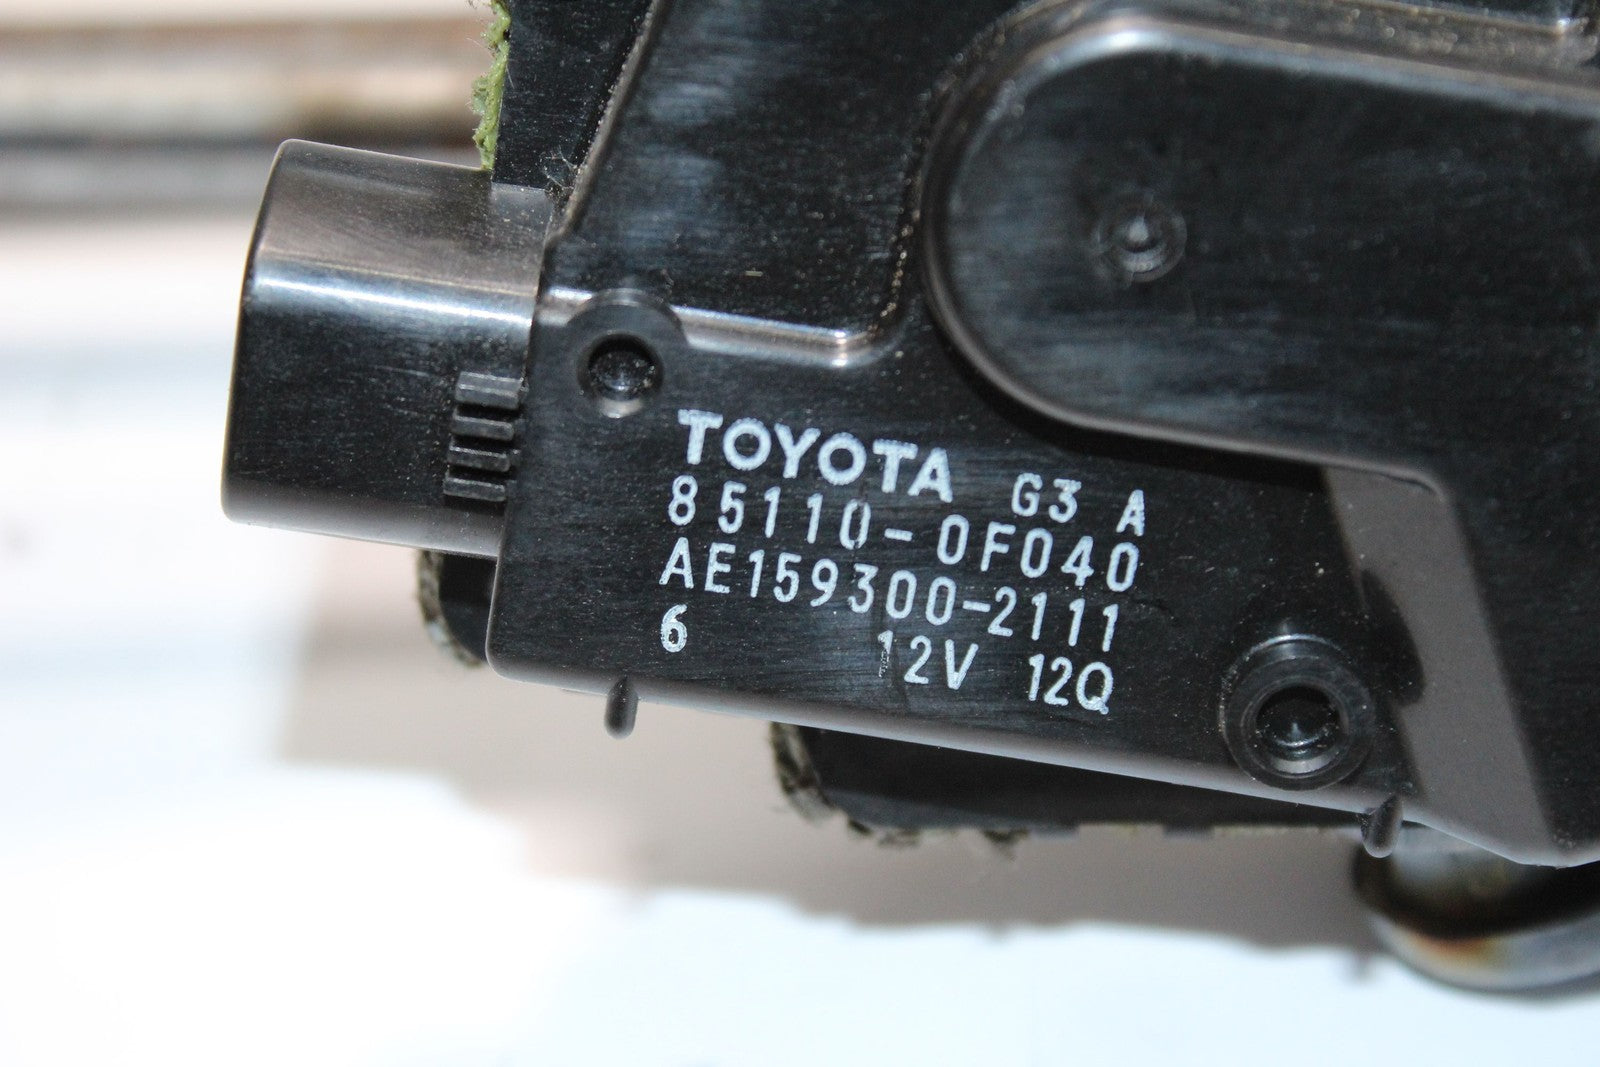 TOYOTA G3 A
85110-0F040
AE159300-2111
6 12V 12Q